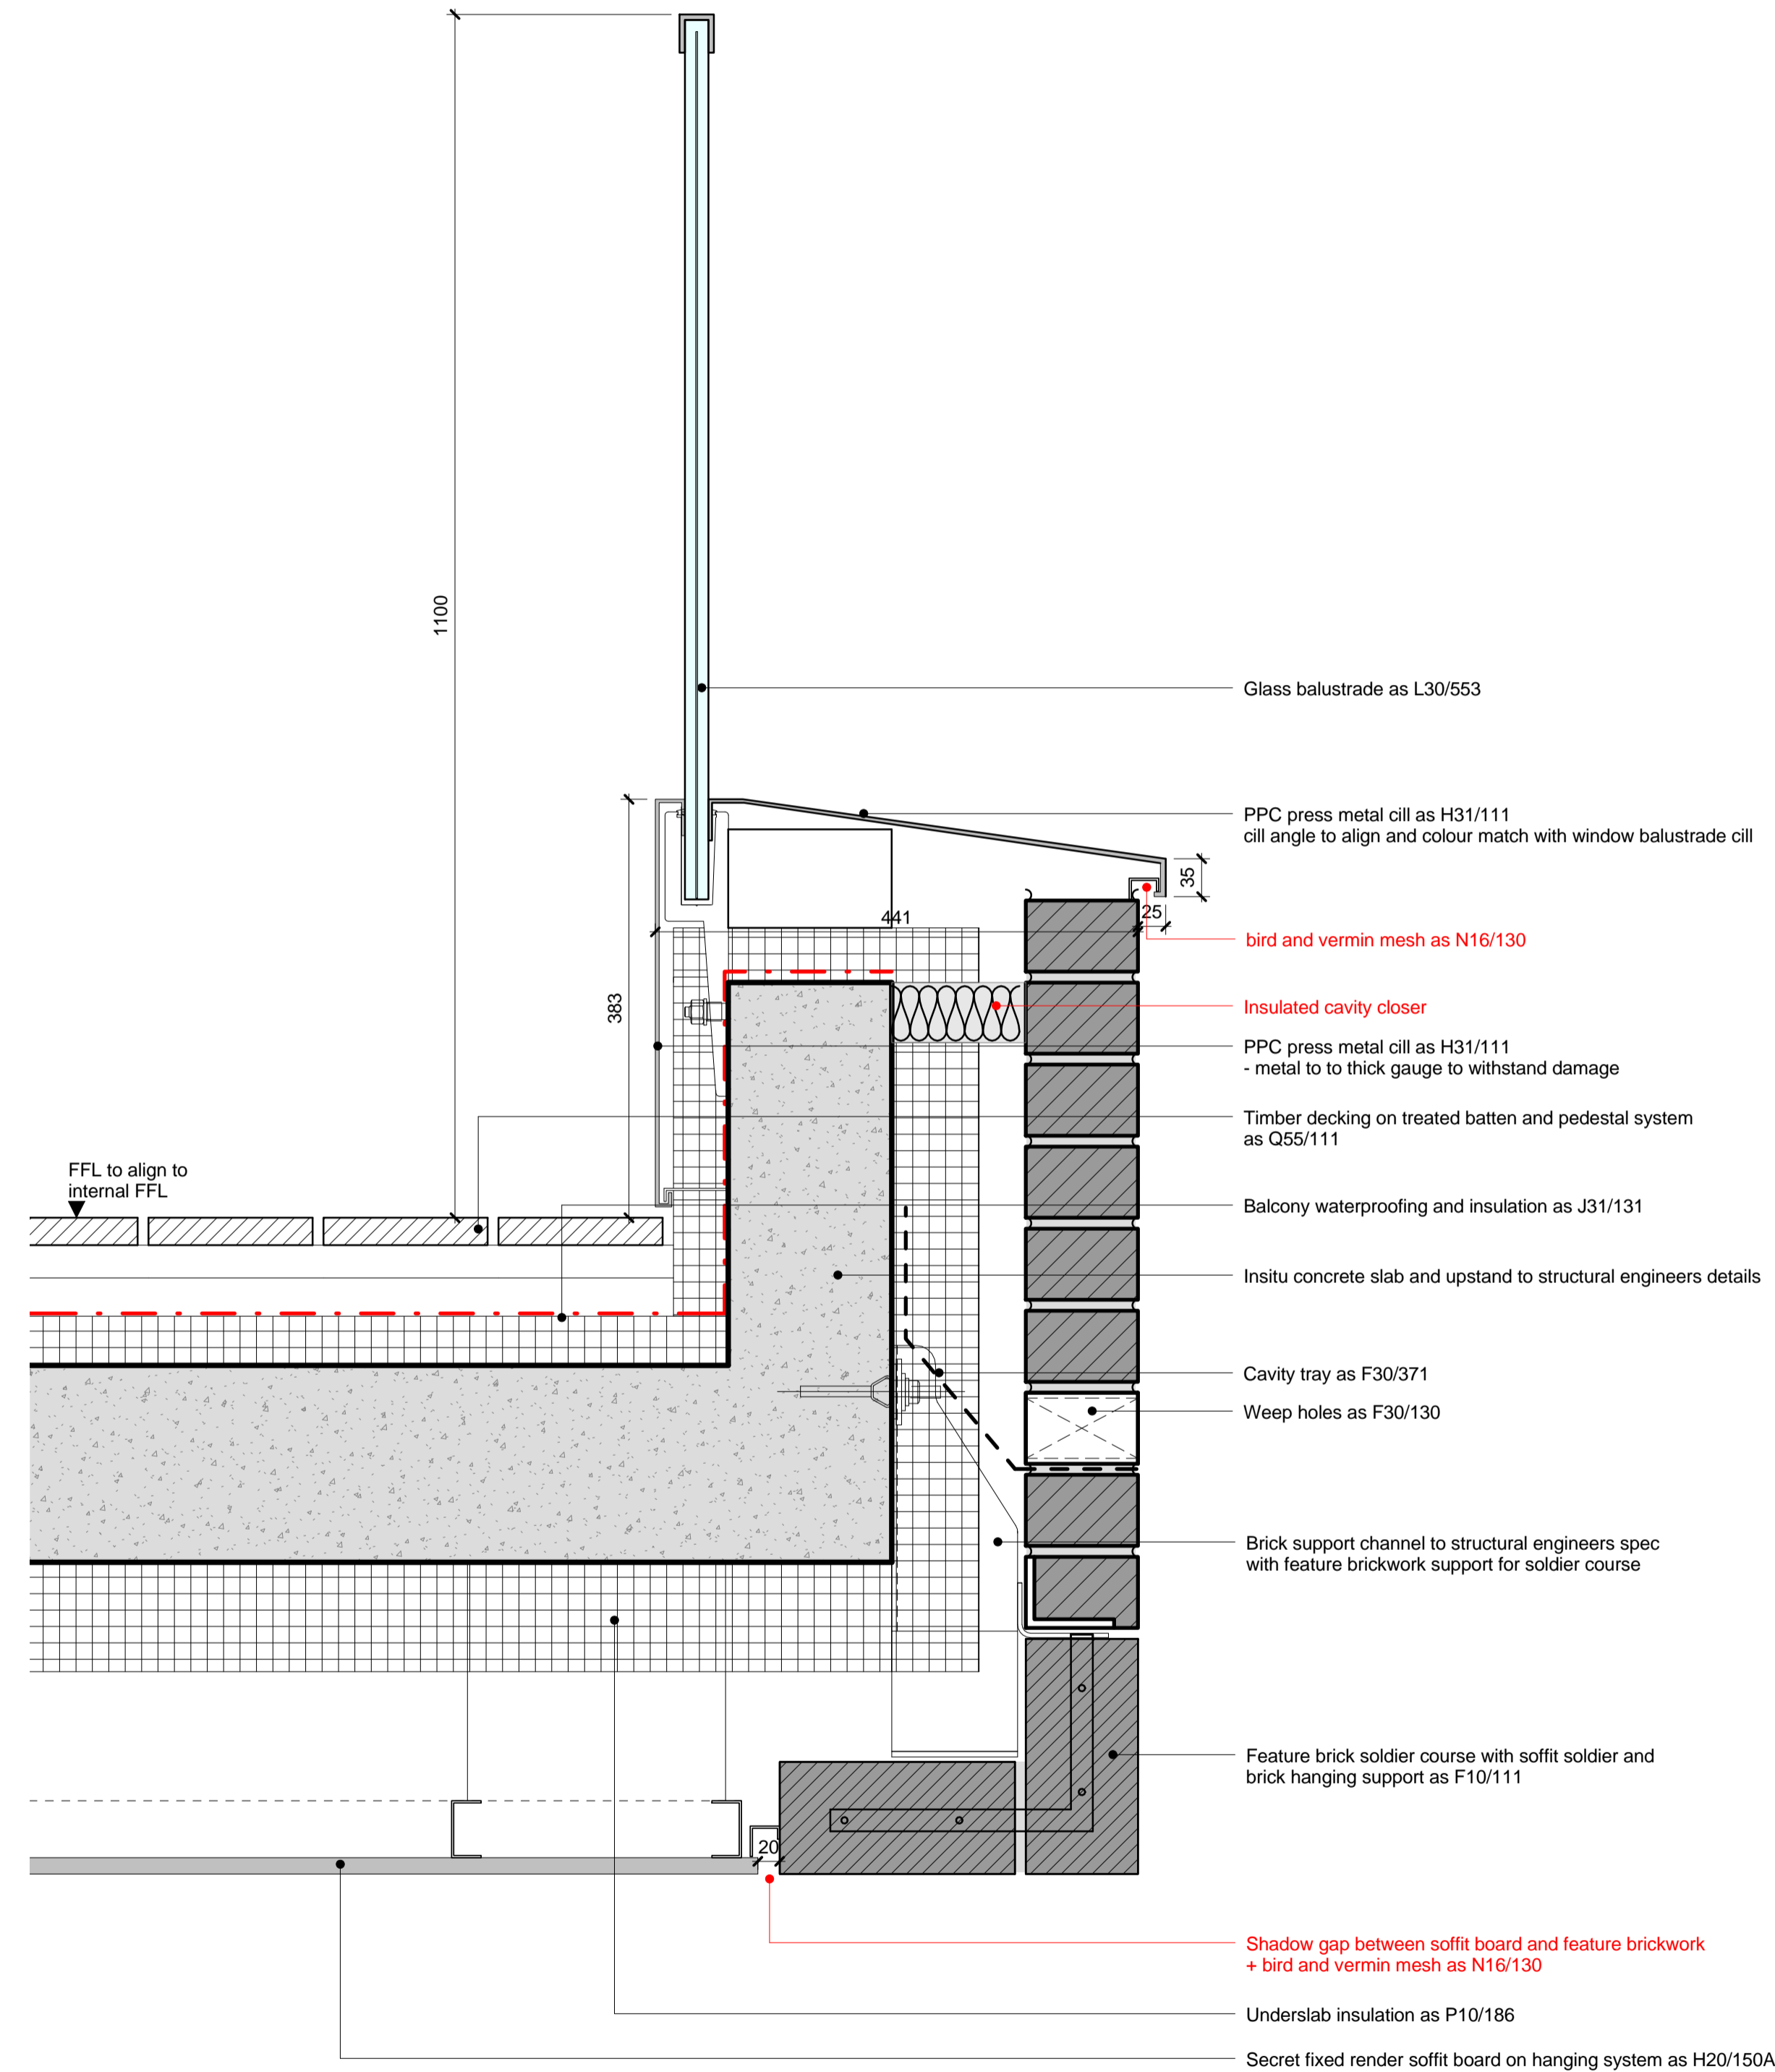 1100
Glass balustrade as L30/553
PPC press metal cill as H31/111
cill angle to align and colour match with window balustrade cill
35
25
441
bird and vermin mesh as N16/130
383
Insulated cavity closer
PPC press metal cill as H31/111
- metal to to thick gauge to withstand damage
Timber decking on treated batten and pedestal system
as Q55/111
FFL to align to
internal FFL
Balcony waterproofing and insulation as J31/131
Insitu concrete slab and upstand to structural engineers details
Cavity tray as F30/371
Weep holes as F30/130
Brick support channel to structural engineers spec
with feature brickwork support for soldier course
Feature brick soldier course with soffit soldier and
brick hanging support as F10/111
20
Shadow gap between soffit board and feature brickwork
+ bird and vermin mesh as N16/130
Underslab insulation as P10/186
Secret fixed render soffit board on hanging system as H20/150A